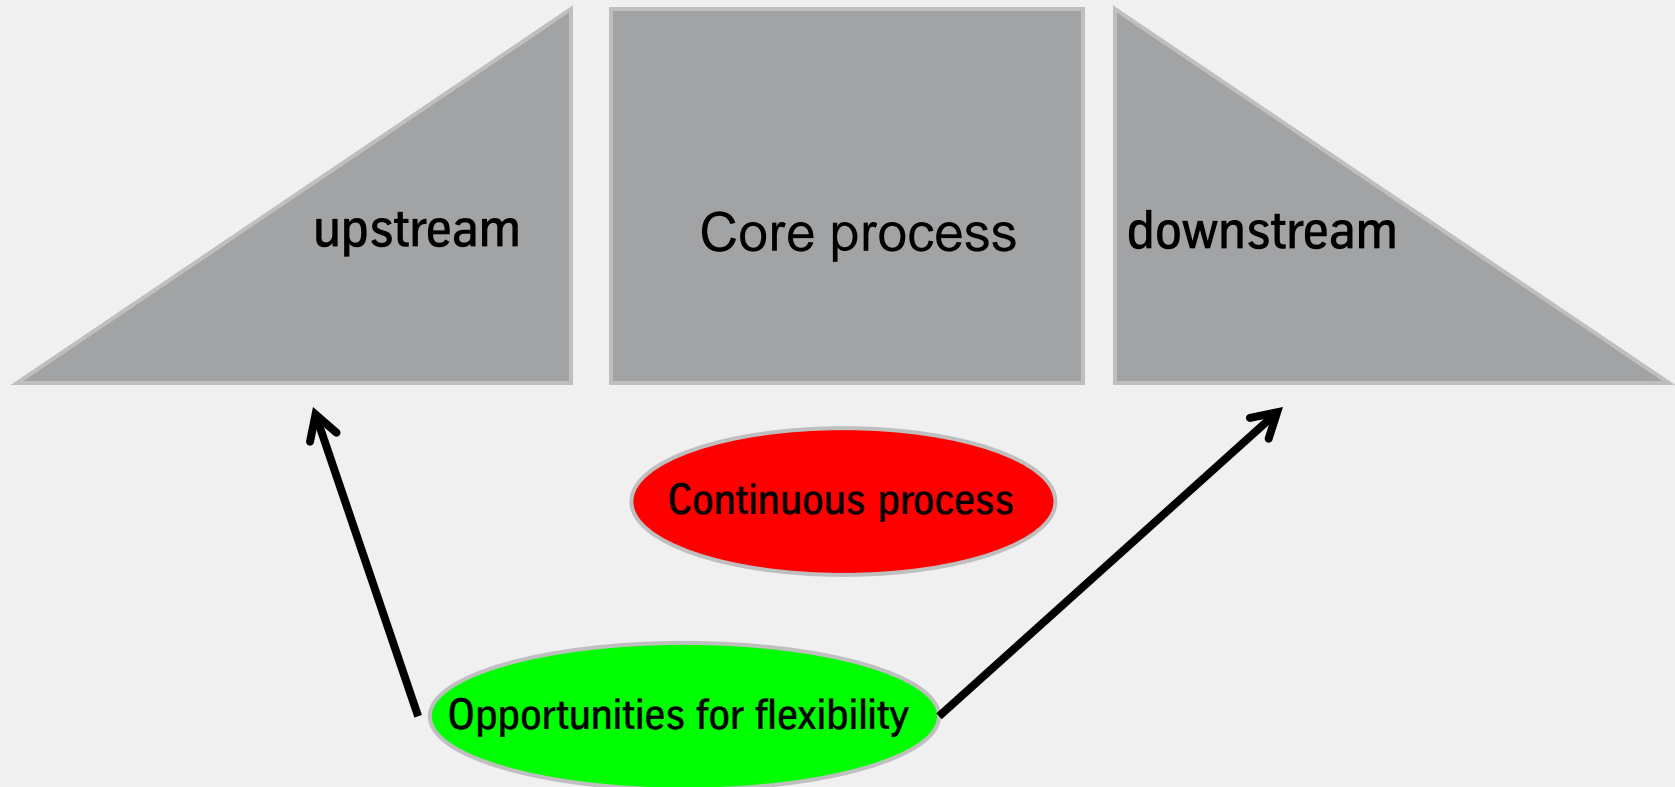 upstream
Core process
downstream
Continuous process
Opportunities for flexibility